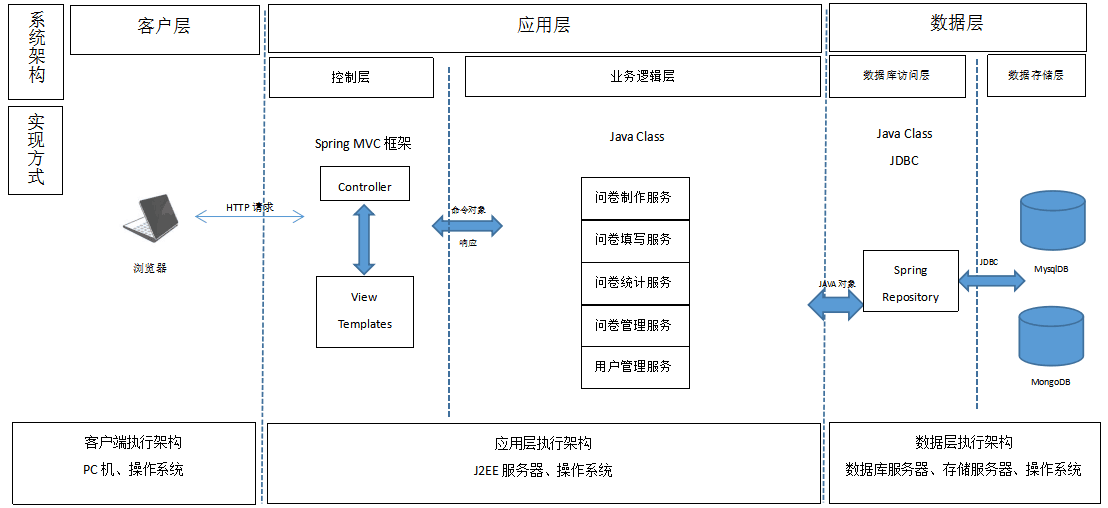 系统架构
客户层
应用层
数据层
控制层
业务逻辑层
数据库访问层
数据存储层
实现方式
Spring MVC 框架
Java Class
Java Class
JDBC
Controller
HTTP 请求
命令对象
响应
浏览器
View
Templates
问卷制作服务
问卷填写服务
问卷统计服务
问卷管理服务
用户管理服务
JAVA 对象
Spring
Repository
JDBC
MysqlDB
MongoDB
客户端执行架构
PC 机、操作系统
应用层执行架构
J2EE 服务器、操作系统
数据层执行架构
数据库服务器、存储服务器、操作系统